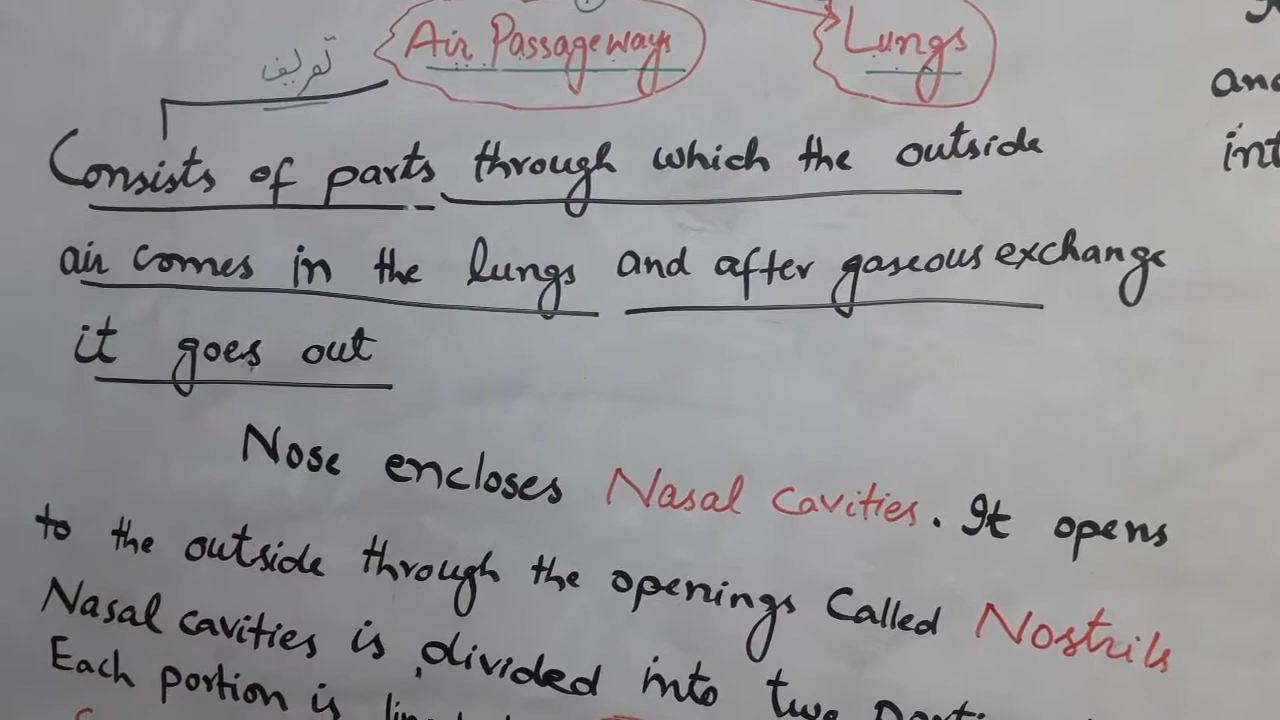 Air Passageways Lungs
تعریف
Consists of parts through which the outside
air comes in the lungs and after gaseous exchange
it goes out
Nose encloses Nasal cavities. It opens
to the outside through the openings Called Nostrils
Nasal cavities is divided into two
Each portion is